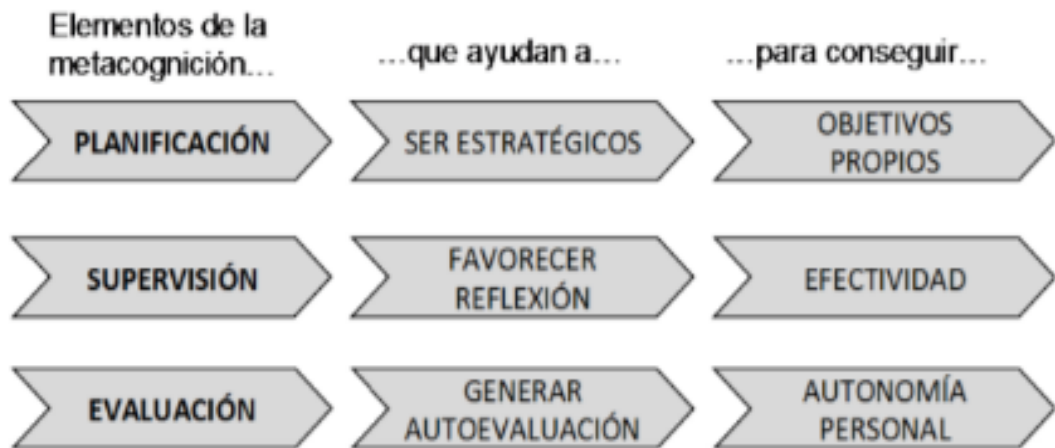 Elementos de la
metacognición...
...que ayudan a...
...para conseguir...
PLANIFICACIÓN
SER ESTRATÉGICOS
OBJETIVOS
PROPIOS
SUPERVISIÓN
FAVORECER
REFLEXIÓN
EFECTIVIDAD
EVALUACIÓN
GENERAR
AUTOEVALUACIÓN
AUTONOMÍA
PERSONAL